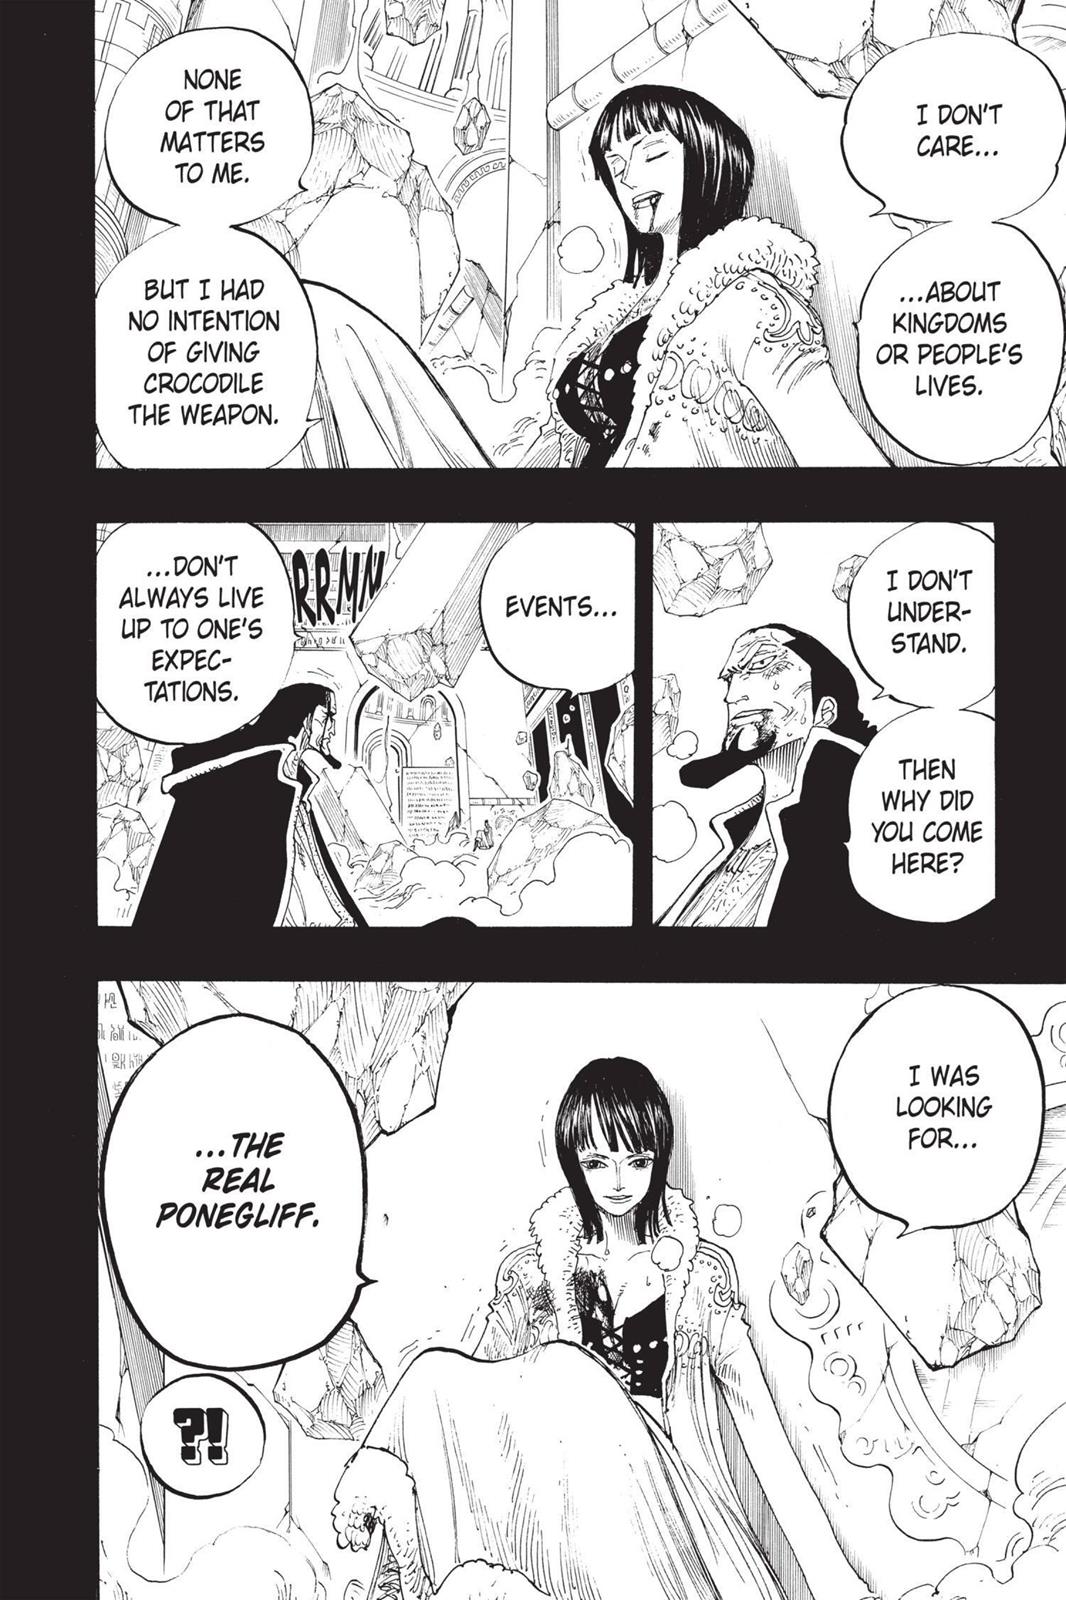 I DON'T
CARE...
...ABOUT
KINGDOMS
OR PEOPLE'S
LIVES.
NONE
OF THAT
MATTERS
TO ME.
BUT I HAD
NO INTENTION
OF GIVING
CROCODILE
THE WEAPON.
I DON'T
UNDER-
STAND.
THEN
WHY DID
YOU COME
HERE?
EVENTS...
RRMM
...DON'T
ALWAYS LIVE
UP TO ONE'S
EXPEC-
TATIONS.
I WAS
LOOKING
FOR...
...THE
REAL
PONEGLIFF.
?!